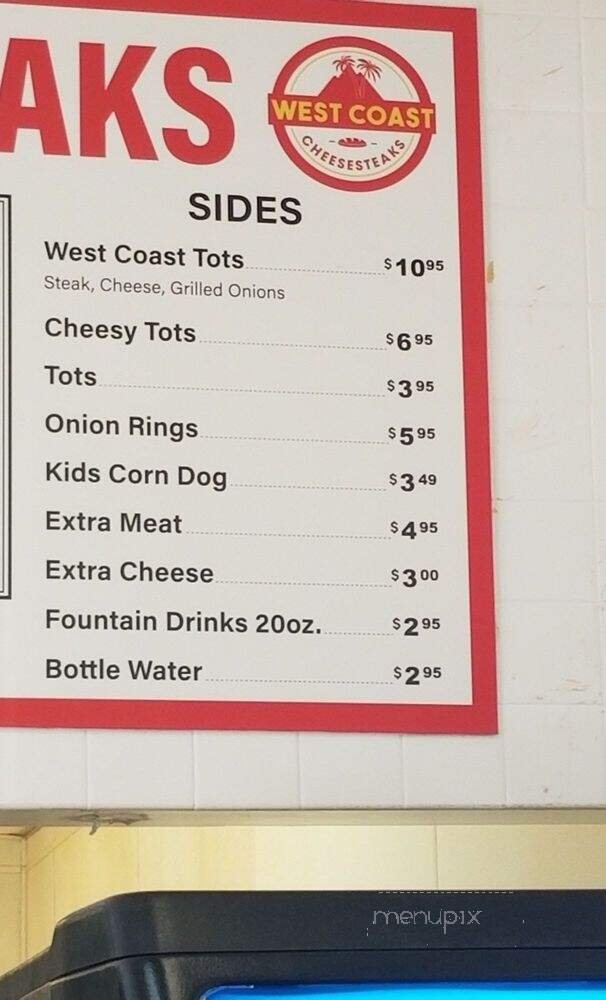 AKS
WEST COAST
CHEESESTEAKS
SIDES
West Coast Tots $10.95
Steak, Cheese, Grilled Onions
Cheesy Tots $6.95
Tots $3.95
Onion Rings $5.95
Kids Corn Dog $3.49
Extra Meat $4.95
Extra Cheese $3.00
Fountain Drinks 20oz. $2.95
Bottle Water $2.95
menupix